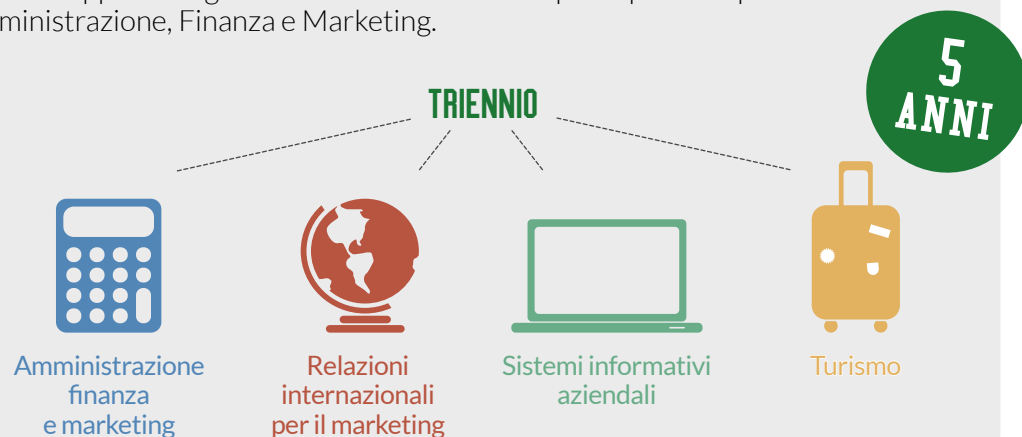 ministrazione, Finanza e Marketing.
5
ANNI
TRIENNIO
Amministrazione
finanza
e marketing
Relazioni
internazionali
per il marketing
Sistemi informativi
aziendali
Turismo